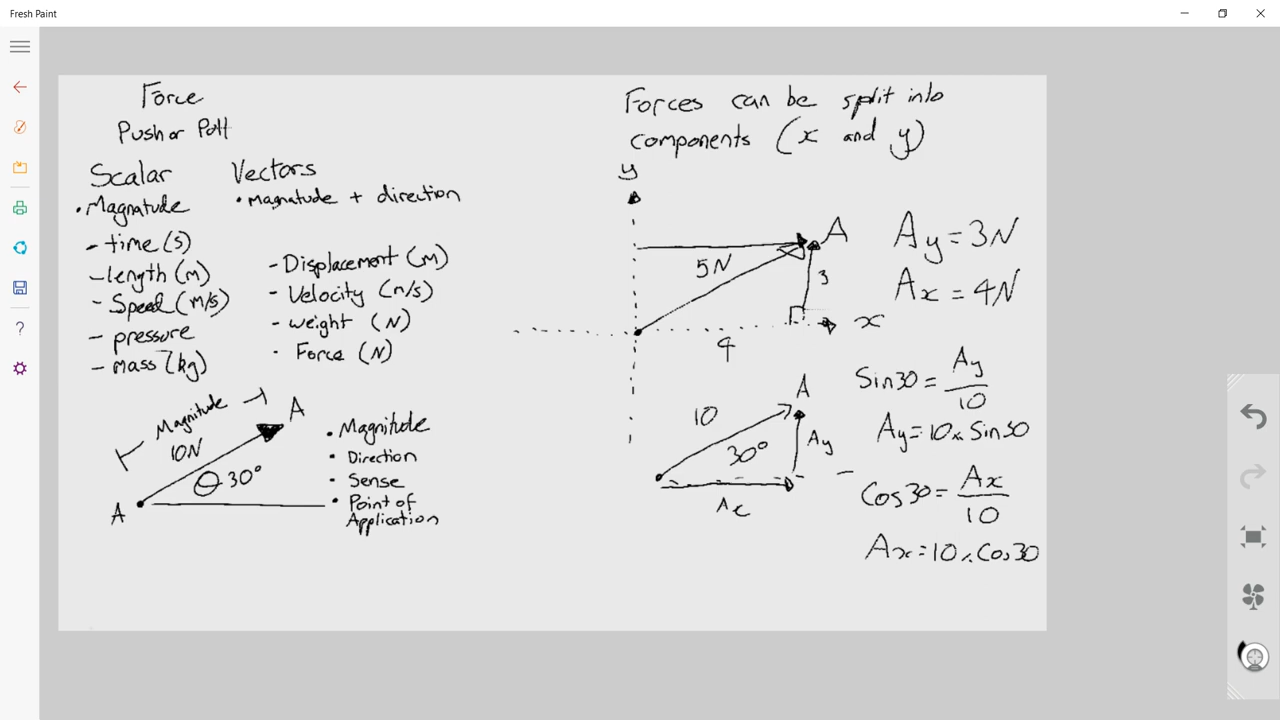 Fresh Paint
Force
Push or Pull
Scalar
Vectors
• Magnatude
• magnatude + direction
- time (s)
- length (m)
- Speed (m/s)
- pressure
- mass (kg)
- Displacement (m)
- Velocity (m/s)
- weight (N)
- Force (N)
Magnitude
10N
A
θ 30°
A
• Magnitude
• Direction
• Sense
• Point of
Application
Forces can be split into
components (x and y)
y
A
5N
3
x
4
Ay = 3N
Ax = 4N
A
10
30°
Ay
Ax
Sin30 = Ay
10
Ay = 10 x Sin30
Cos30 = Ax
10
Ax = 10 x Cos30